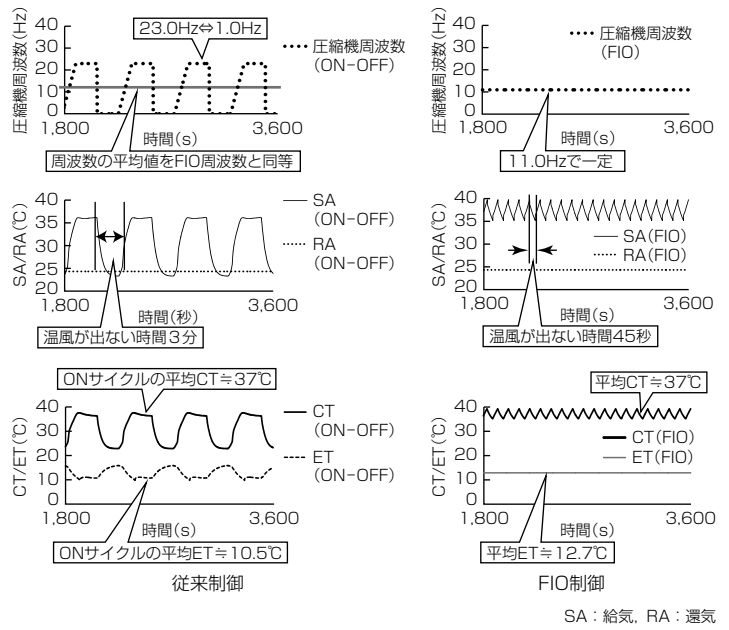 圧縮機周波数(Hz)
40
30
20
10
0
23.0Hz⇔1.0Hz
圧縮機周波数
(ON-OFF)
1,800
3,600
時間(s)
周波数の平均値をFIO周波数と同等
圧縮機周波数(Hz)
40
30
20
10
0
圧縮機周波数
(FIO)
1,800
3,600
時間(s)
11.0Hzで一定
SA/RA(℃)
40
35
30
25
20
SA
(ON-OFF)
RA
(ON-OFF)
1,800
3,600
時間(秒)
温風が出ない時間3分
SA/RA(℃)
40
35
30
25
20
SA(FIO)
RA(FIO)
1,800
3,600
時間(s)
温風が出ない時間45秒
ONサイクルの平均CT≒37℃
CT/ET(℃)
40
30
20
10
0
CT
(ON-OFF)
ET
(ON-OFF)
1,800
3,600
時間(s)
ONサイクルの平均ET≒10.5℃
従来制御
平均CT≒37℃
CT/ET(℃)
40
30
20
10
0
CT(FIO)
ET(FIO)
1,800
3,600
時間(s)
平均ET≒12.7℃
FIO制御
SA：給気，RA：還気